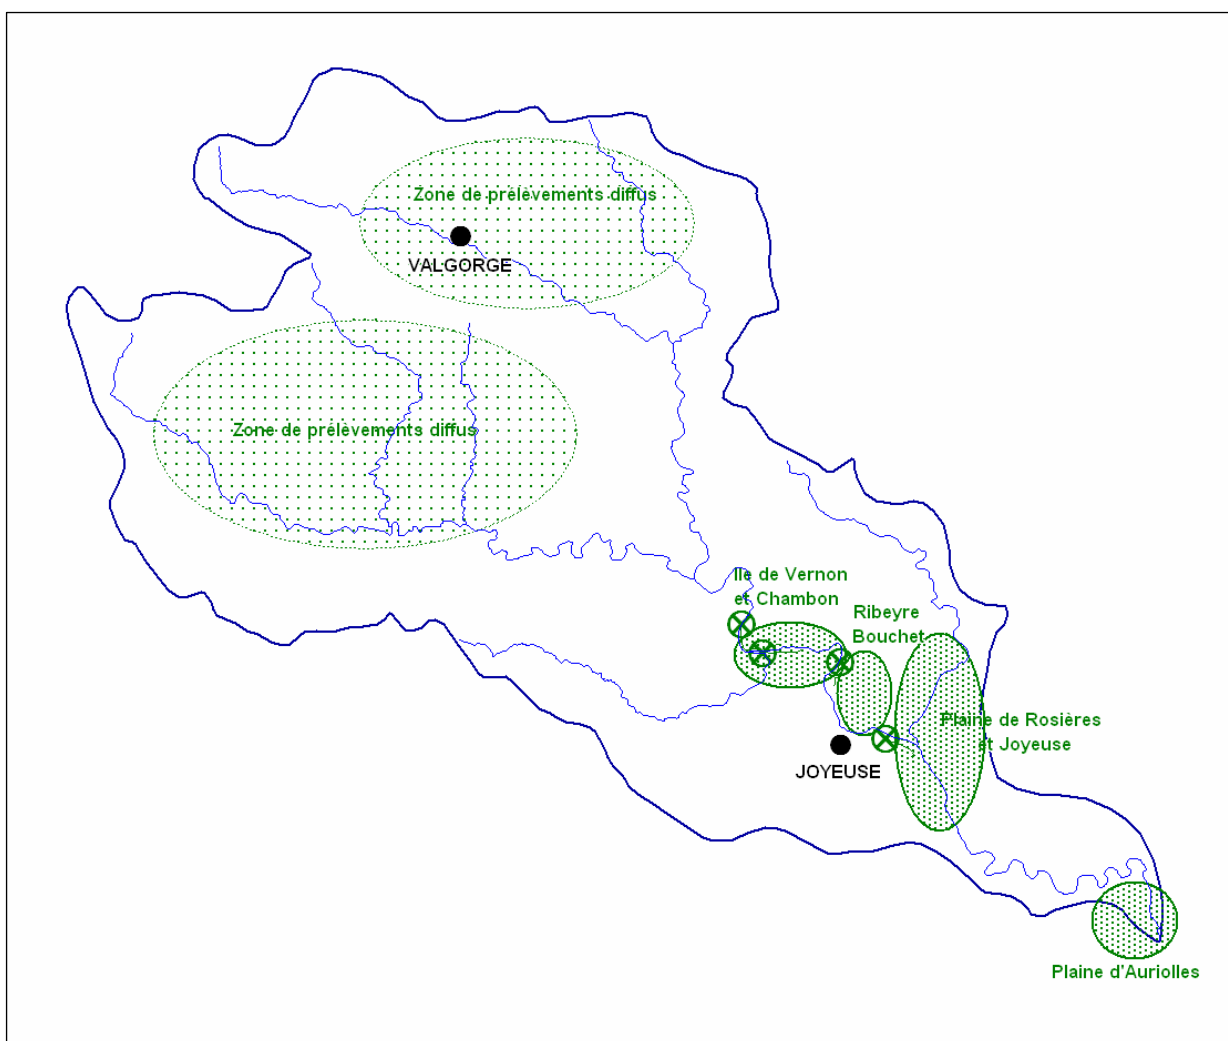 Zone de prélèvements diffus
VALGORGE
Zone de prélèvements diffus
Ile de Vernon
et Chambon
Ribeyre
Bouchet
Plaine de Rosières
et Joyeuse
JOYEUSE
Plaine d'Auriolles